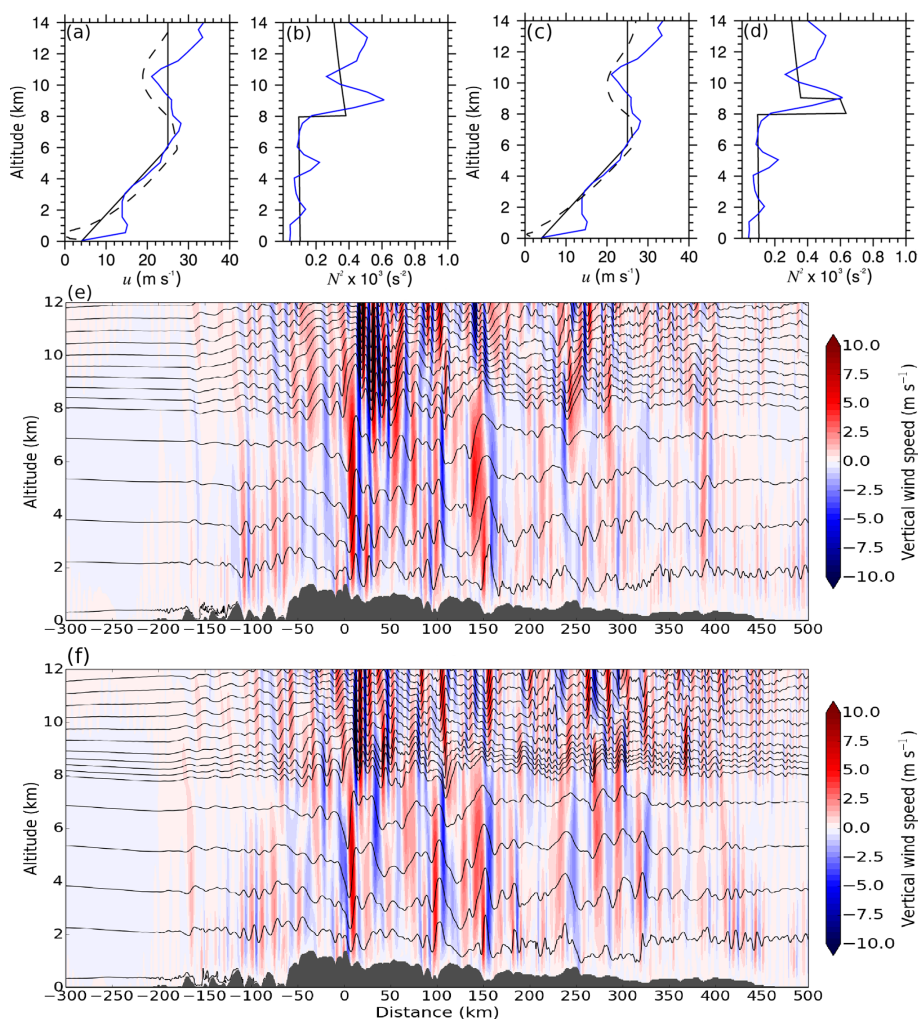 (a) (b) (c) (d)
14 14 14 14
12 12 12 12
10 10 10 10
8 8 8 8
6 6 6 6
4 4 4 4
2 2 2 2
0 0 0 0
Altitude (km) Altitude (km)
0 10 20 30 40 0.2 0.4 0.6 0.8 1.0 0 10 20 30 40 0.2 0.4 0.6 0.8 1.0
u (m s⁻¹) N² x 10³ (s⁻²) u (m s⁻¹) N² x 10³ (s⁻²)
(e)
12
10
8
6
4
2
0
Altitude (km)
−300 −250 −200 −150 −100 −50 0 50 100 150 200 250 300 350 400 450 500
10.0
7.5
5.0
2.5
0.0
−2.5
−5.0
−7.5
−10.0
Vertical wind speed (m s⁻¹)
(f)
12
10
8
6
4
2
0
Altitude (km)
−300 −250 −200 −150 −100 −50 0 50 100 150 200 250 300 350 400 450 500
Distance (km)
10.0
7.5
5.0
2.5
0.0
−2.5
−5.0
−7.5
−10.0
Vertical wind speed (m s⁻¹)